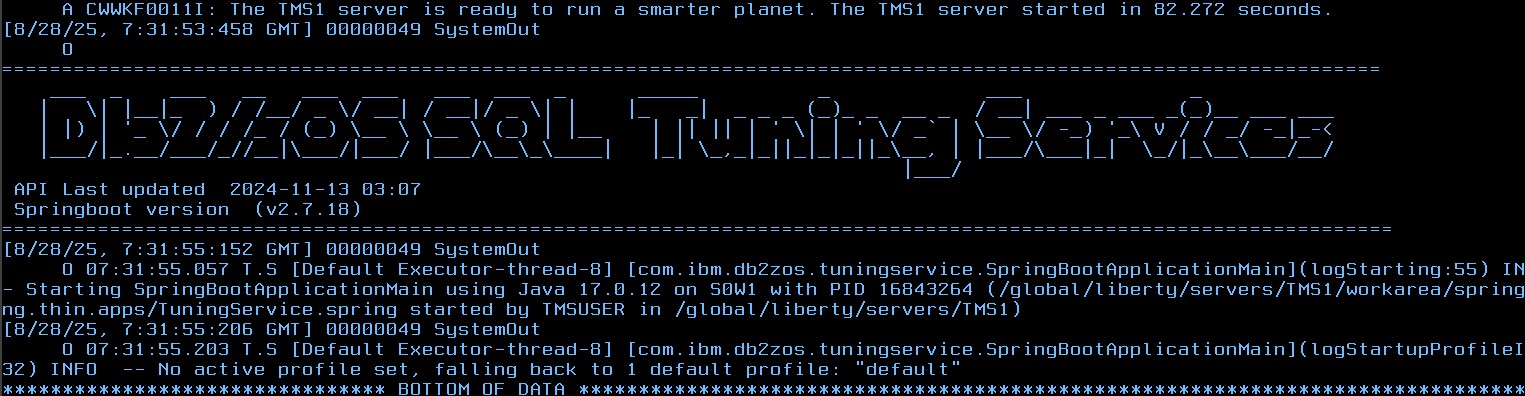 A CWWKF0011I: The TMS1 server is ready to run a smarter planet. The TMS1 server started in 82.272 seconds.
[8/28/25, 7:31:53:458 GMT] 00000049 SystemOut
O
===================================================================================================================
Db2z/OS SQL Tuning Services
API Last updated  2024-11-13 03:07
Springboot version  (v2.7.18)
====================================================================================================================
[8/28/25, 7:31:55:152 GMT] 00000049 SystemOut
O 07:31:55.057 T.S [Default Executor-thread-8] [com.ibm.db2zos.tuningservice.SpringBootApplicationMain](logStarting:55) IN
- Starting SpringBootApplicationMain using Java 17.0.12 on S0W1 with PID 16843264 (/global/liberty/servers/TMS1/workarea/spring
ng.thin.apps/TuningService.spring started by TMSUSER in /global/liberty/servers/TMS1)
[8/28/25, 7:31:55:206 GMT] 00000049 SystemOut
O 07:31:55.203 T.S [Default Executor-thread-8] [com.ibm.db2zos.tuningservice.SpringBootApplicationMain](logStartupProfileI
32) INFO  -- No active profile set, falling back to 1 default profile: "default"
******************************** BOTTOM OF DATA *******************************************************************************